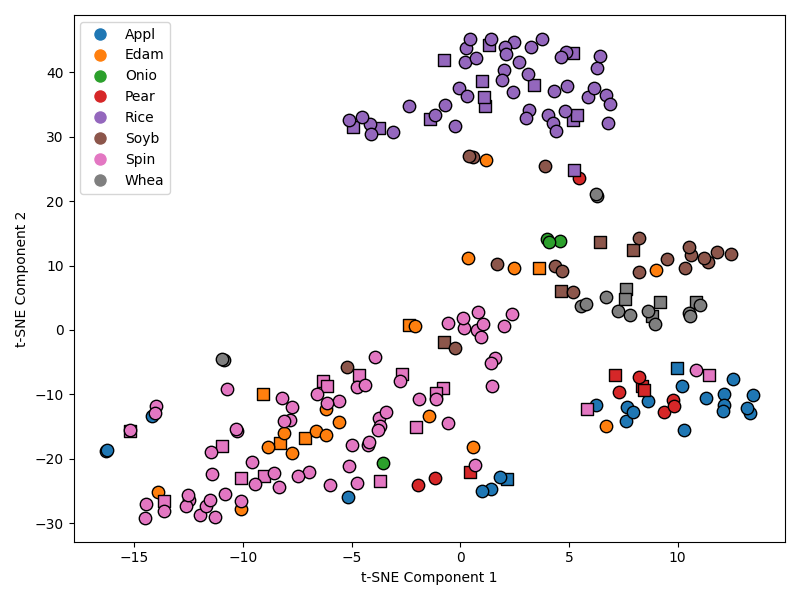 Appl
Edam
Onio
Pear
Rice
Soyb
Spin
Whea
t-SNE Component 2
40
30
20
10
0
−10
−20
−30
−15
−10
−5
0
5
10
t-SNE Component 1